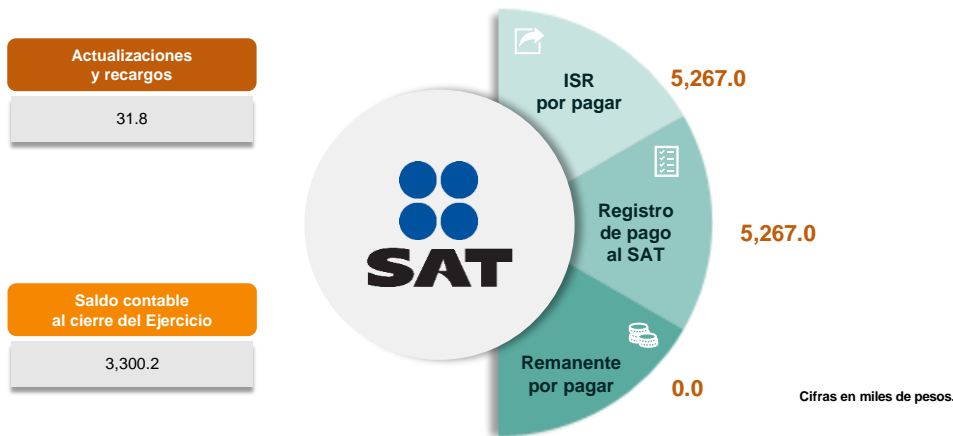 Actualizaciones
y recargos
31.8
Saldo contable
al cierre del Ejercicio
3,300.2
SAT
ISR
por pagar
5,267.0
Registro
de pago
al SAT
5,267.0
Remanente
por pagar
0.0
Cifras en miles de pesos.